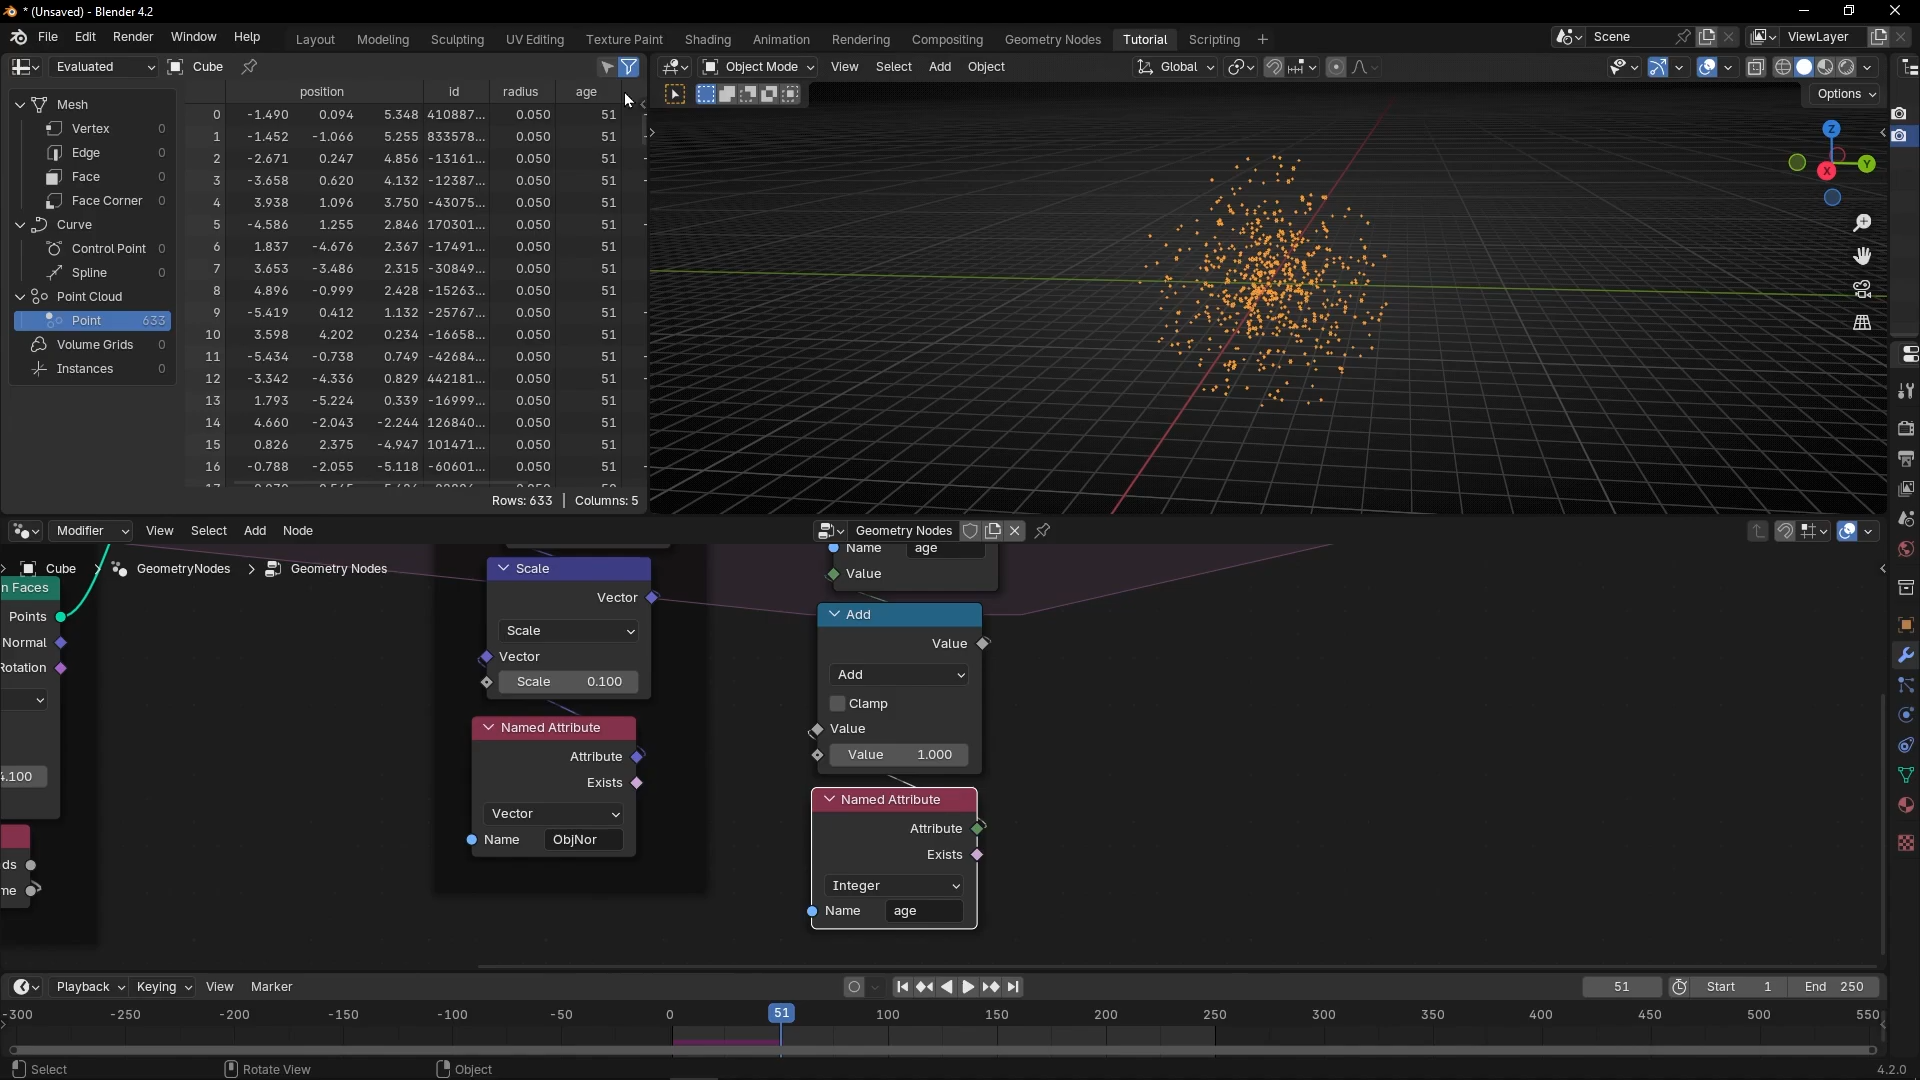 * (Unsaved) - Blender 4.2
File Edit Render Window Help
Layout Modeling Sculpting UV Editing Texture Paint Shading Animation Rendering Compositing Geometry Nodes Tutorial Scripting +
Scene
ViewLayer
Evaluated Cube
Object Mode View Select Add Object
Global
Options
Mesh
Vertex 0
Edge 0
Face 0
Face Corner 0
Curve
Control Point 0
Spline 0
Point Cloud
Point 633
Volume Grids 0
Instances 0
position id radius age
0 -1.490 0.094 5.348 410887... 0.050 51
1 -1.452 -1.066 5.255 833578... 0.050 51
2 -2.671 0.247 4.856 -13161... 0.050 51
3 -3.658 0.620 4.132 -12387... 0.050 51
4 3.938 1.096 3.750 -43075... 0.050 51
5 -4.586 1.255 2.846 170301... 0.050 51
6 1.837 -4.676 2.367 -17491... 0.050 51
7 3.653 -3.486 2.315 -30849... 0.050 51
8 4.896 -0.999 2.428 -15263... 0.050 51
9 -5.419 0.412 1.132 -25767... 0.050 51
10 3.598 4.202 0.234 -16658... 0.050 51
11 -5.434 -0.738 0.749 -42684... 0.050 51
12 -3.342 -4.336 0.829 442181... 0.050 51
13 1.793 -5.224 0.339 -16999... 0.050 51
14 4.660 -2.043 -2.244 126840... 0.050 51
15 0.826 2.375 -4.947 101471... 0.050 51
16 -0.788 -2.055 -5.118 -60601... 0.050 51
Rows: 633 | Columns: 5
Z
Y
X
Modifier View Select Add Node
Geometry Nodes
Cube > GeometryNodes > Geometry Nodes
n Faces
Points
Normal
Rotation
4.100
ds
me
Scale
Vector
Scale
Vector
Scale 0.100
Named Attribute
Attribute
Exists
Vector
Name ObjNor
Name age
Value
Add
Value
Add
Clamp
Value
Value 1.000
Named Attribute
Attribute
Exists
Integer
Name age
Playback Keying View Marker
51
Start 1 End 250
-300 -250 -200 -150 -100 -50 0 51 100 150 200 250 300 350 400 450 500 550
Select Rotate View Object
4.2.0